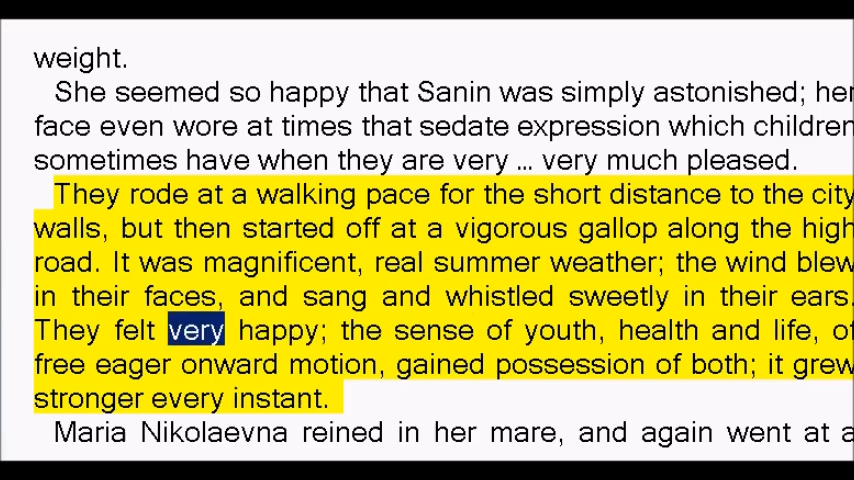 weight.
She seemed so happy that Sanin was simply astonished; her
face even wore at times that sedate expression which children
sometimes have when they are very ... very much pleased.
They rode at a walking pace for the short distance to the city
walls, but then started off at a vigorous gallop along the high
road. It was magnificent, real summer weather; the wind blew
in their faces, and sang and whistled sweetly in their ears.
They felt very happy; the sense of youth, health and life, of
free eager onward motion, gained possession of both; it grew
stronger every instant.
Maria Nikolaevna reined in her mare, and again went at a